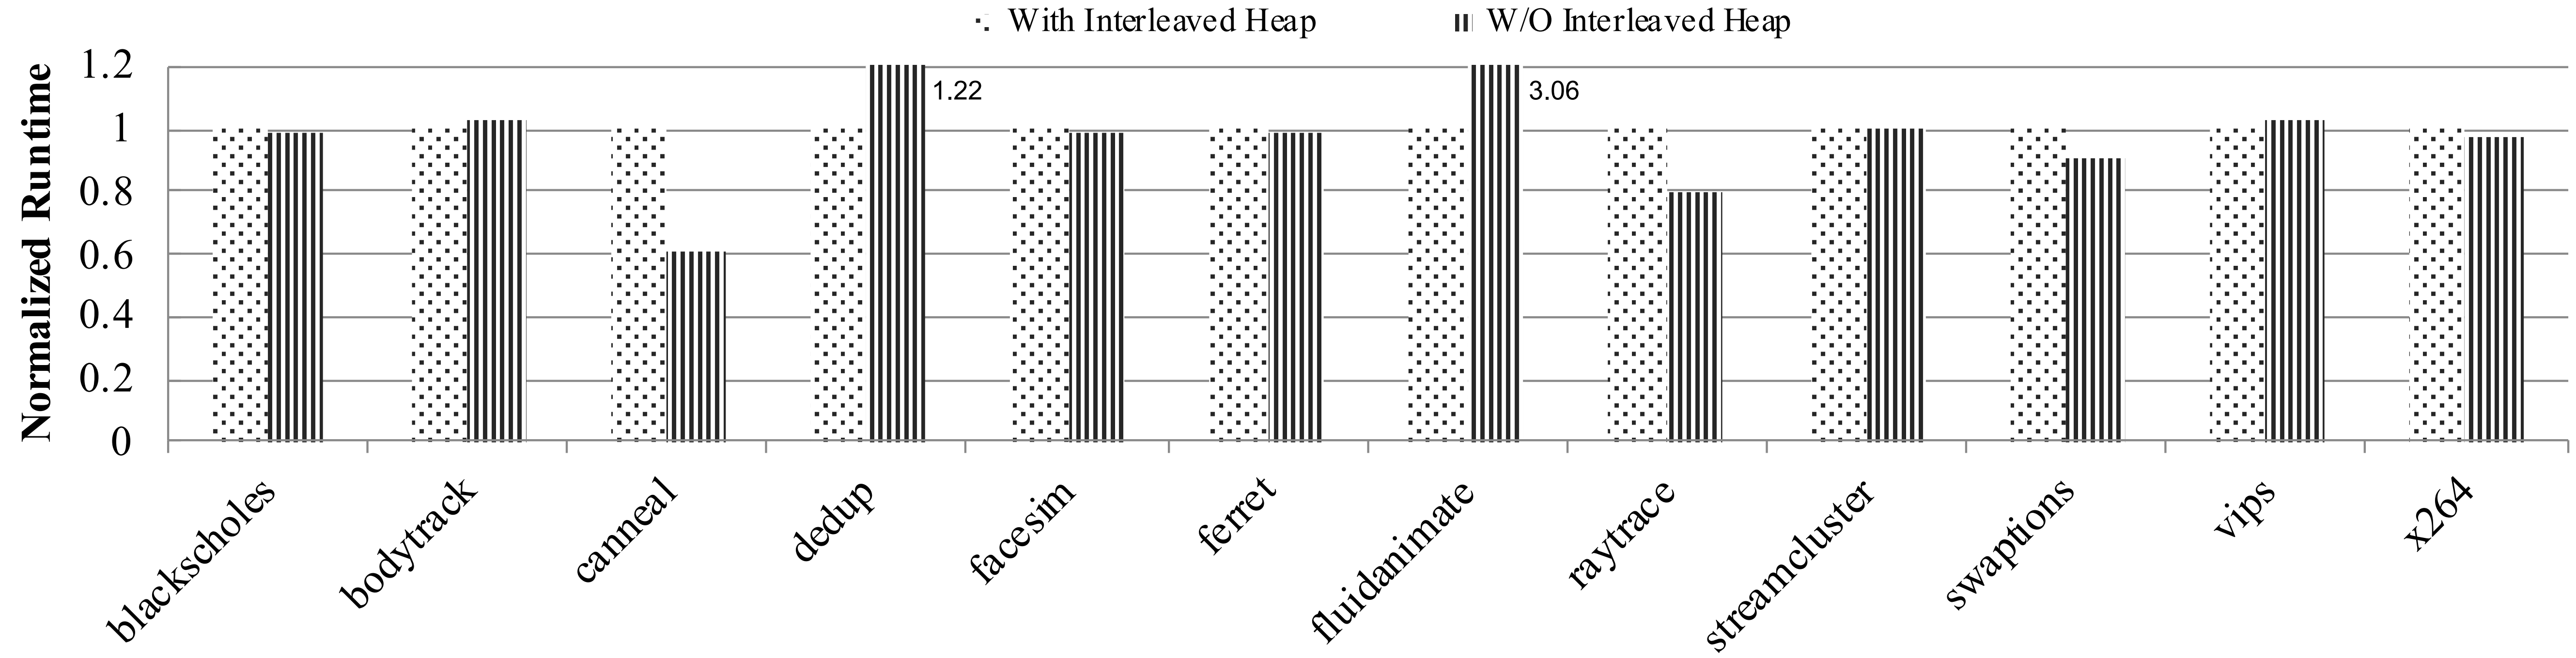 With Interleaved Heap W/O Interleaved Heap
Normalized Runtime
1.2
1
0.8
0.6
0.4
0.2
0
1.22
3.06
blackscholes
bodytrack
canneal
dedup
facesim
ferret
fluidanimate
raytrace
streamcluster
swaptions
vips
x264